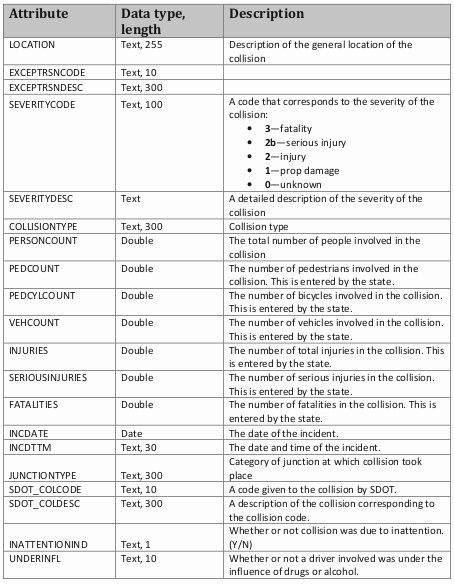 Attribute Data type, length Description
LOCATION Text, 255 Description of the general location of the
collision
EXCEPTRSNCODE Text, 10
EXCEPTRSNDESC Text, 300
SEVERITYCODE Text, 100 A code that corresponds to the severity of the
collision:
• 3—fatality
• 2b—serious injury
• 2—injury
• 1—prop damage
• 0—unknown
SEVERITYDESC Text A detailed description of the severity of the
collision
COLLISIONTYPE Text, 300 Collision type
PERSONCOUNT Double The total number of people involved in the
collision
PEDCOUNT Double The number of pedestrians involved in the
collision. This is entered by the state.
PEDCYLCOUNT Double The number of bicycles involved in the collision.
This is entered by the state.
VEHCOUNT Double The number of vehicles involved in the collision.
This is entered by the state.
INJURIES Double The number of total injuries in the collision. This
is entered by the state.
SERIOUSINJURIES Double The number of serious injuries in the collision.
This is entered by the state.
FATALITIES Double The number of fatalities in the collision. This is
entered by the state.
INCDATE Date The date of the incident.
INCDTTM Text, 30 The date and time of the incident.
Category of junction at which collision took
JUNCTIONTYPE Text, 300 place
SDOT_COLCODE Text, 10 A code given to the collision by SDOT.
SDOT_COLDESC Text, 300 A description of the collision corresponding to
the collision code.
Whether or not collision was due to inattention.
INATTENTIONIND Text, 1 (Y/N)
UNDERINFL Text, 10 Whether or not a driver involved was under the
influence of drugs or alcohol.